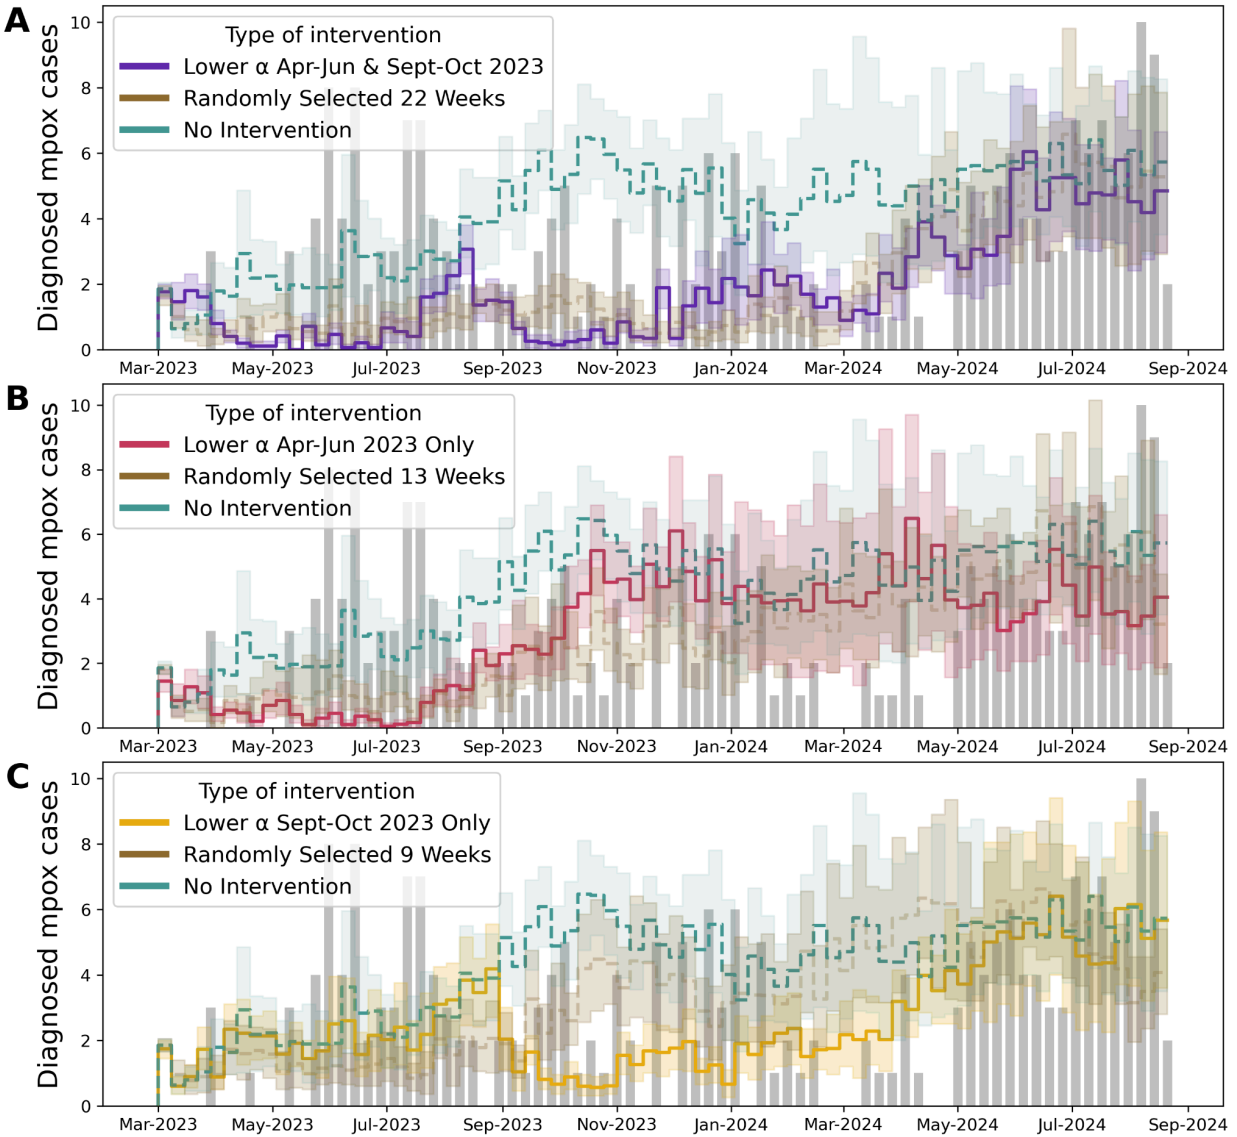 A
Diagnosed mpox cases
10
8
6
4
2
0
Type of intervention
Lower α Apr-Jun & Sept-Oct 2023
Randomly Selected 22 Weeks
No Intervention
Mar-2023 May-2023 Jul-2023 Sep-2023 Nov-2023 Jan-2024 Mar-2024 May-2024 Jul-2024 Sep-2024
B
Diagnosed mpox cases
10
8
6
4
2
0
Type of intervention
Lower α Apr-Jun 2023 Only
Randomly Selected 13 Weeks
No Intervention
Mar-2023 May-2023 Jul-2023 Sep-2023 Nov-2023 Jan-2024 Mar-2024 May-2024 Jul-2024 Sep-2024
C
Diagnosed mpox cases
10
8
6
4
2
0
Type of intervention
Lower α Sept-Oct 2023 Only
Randomly Selected 9 Weeks
No Intervention
Mar-2023 May-2023 Jul-2023 Sep-2023 Nov-2023 Jan-2024 Mar-2024 May-2024 Jul-2024 Sep-2024